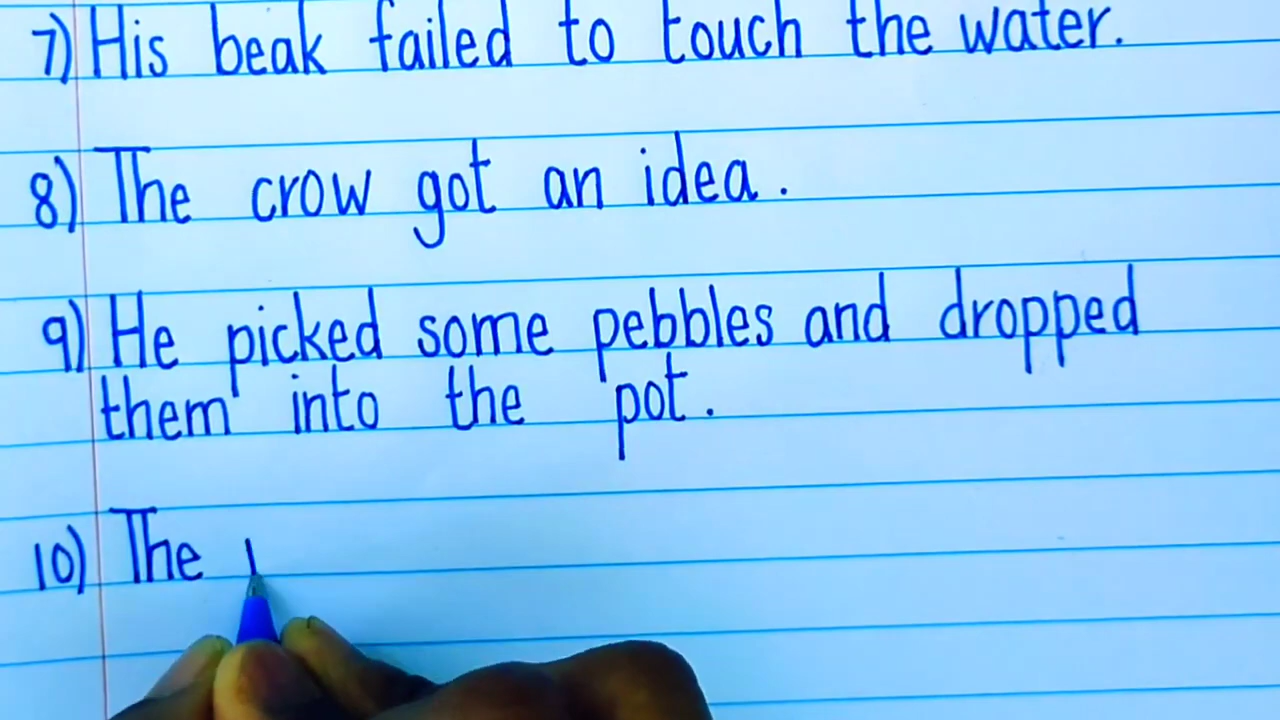 7) His beak failed to touch the water.
8) The crow got an idea.
9) He picked some pebbles and dropped
them into the pot.
10) The